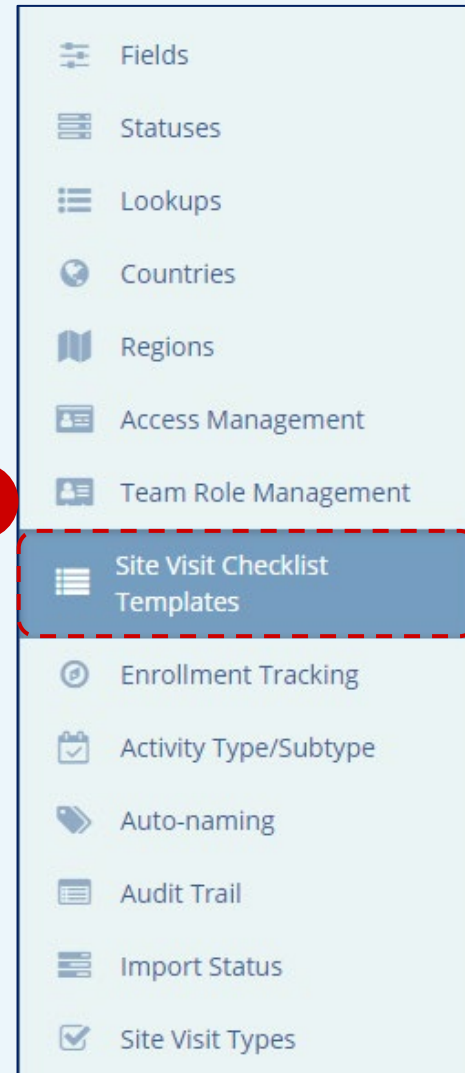 Fields
Statuses
Lookups
Countries
Regions
Access Management
Team Role Management
Site Visit Checklist
Templates
Enrollment Tracking
Activity Type/Subtype
Auto-naming
Audit Trail
Import Status
Site Visit Types